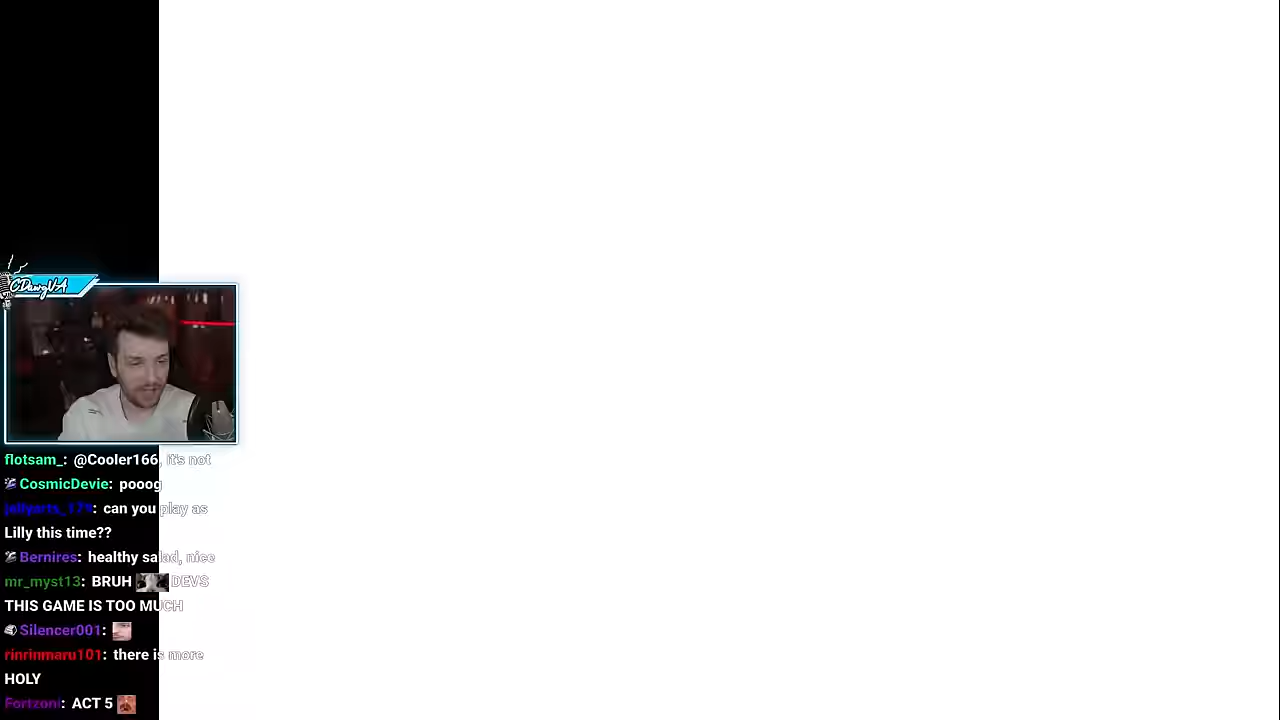 CDawgVA
flotsam_: @Cooler166, it's not
CosmicDevie: pooog
jellyarts_179: can you play as
Lilly this time??
Bernires: healthy salad, nice
mr_myst13: BRUH DEVS
THIS GAME IS TOO MUCH
Silencer001:
rinrinmaru101: there is more
HOLY
Fortzoni: ACT 5